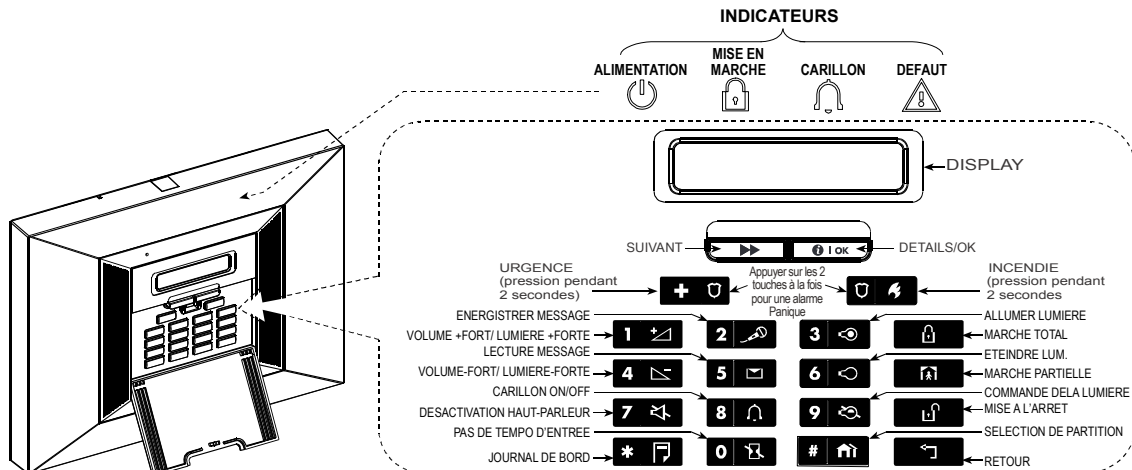 INDICATEURS
ALIMENTATION
MISE EN
MARCHE
CARILLON
DEFAUT
DISPLAY
SUIVANT
OK
DETAILS/OK
URGENCE
(pression pendant
2 secondes)
Appuyer sur les 2
touches à la fois
pour une alarme
Panique
INCENDIE
(pression pendant
2 secondes
ENERGISTRER MESSAGE
ALLUMER LUMIERE
VOLUME +FORT/ LUMIERE +FORTE
1
2
3
MARCHE TOTAL
LECTURE MESSAGE
ETEINDRE LUM.
VOLUME-FORT/ LUMIERE-FORTE
4
5
6
MARCHE PARTIELLE
CARILLON ON/OFF
COMMANDE DELA LUMIERE
DESACTIVATION HAUT-PARLEUR
7
8
9
MISE A L'ARRET
PAS DE TEMPO D'ENTREE
SELECTION DE PARTITION
JOURNAL DE BORD
*
0
#
RETOUR